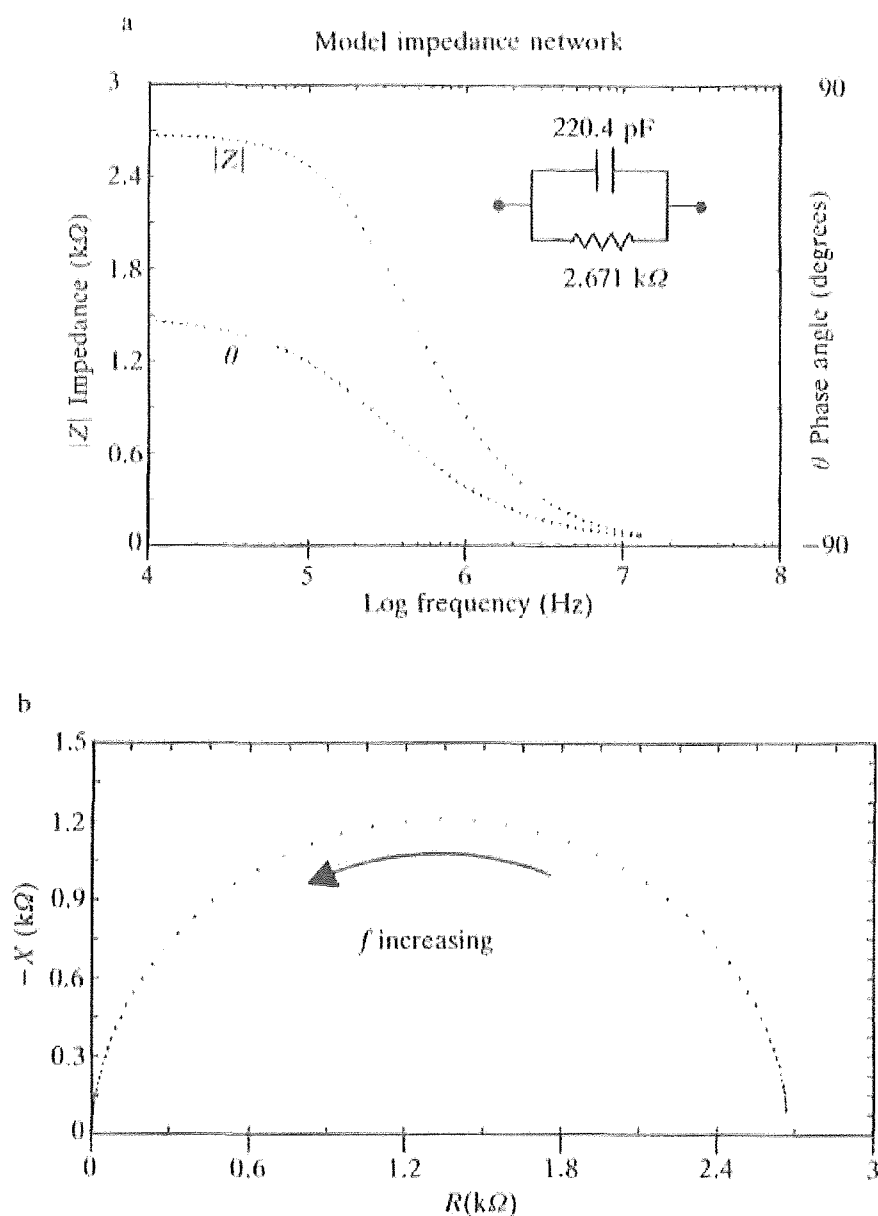 a
Model impedance network
3
2.4
1.8
1.2
0.6
0
|Z| Impedance (kΩ)
|Z|
θ
220.4 pF
2.671 kΩ
90
−90
θ Phase angle (degrees)
4
5
6
7
8
Log frequency (Hz)
b
1.5
1.2
0.9
0.6
0.3
0
−X (kΩ)
f increasing
0
0.6
1.2
1.8
2.4
3
R(kΩ)